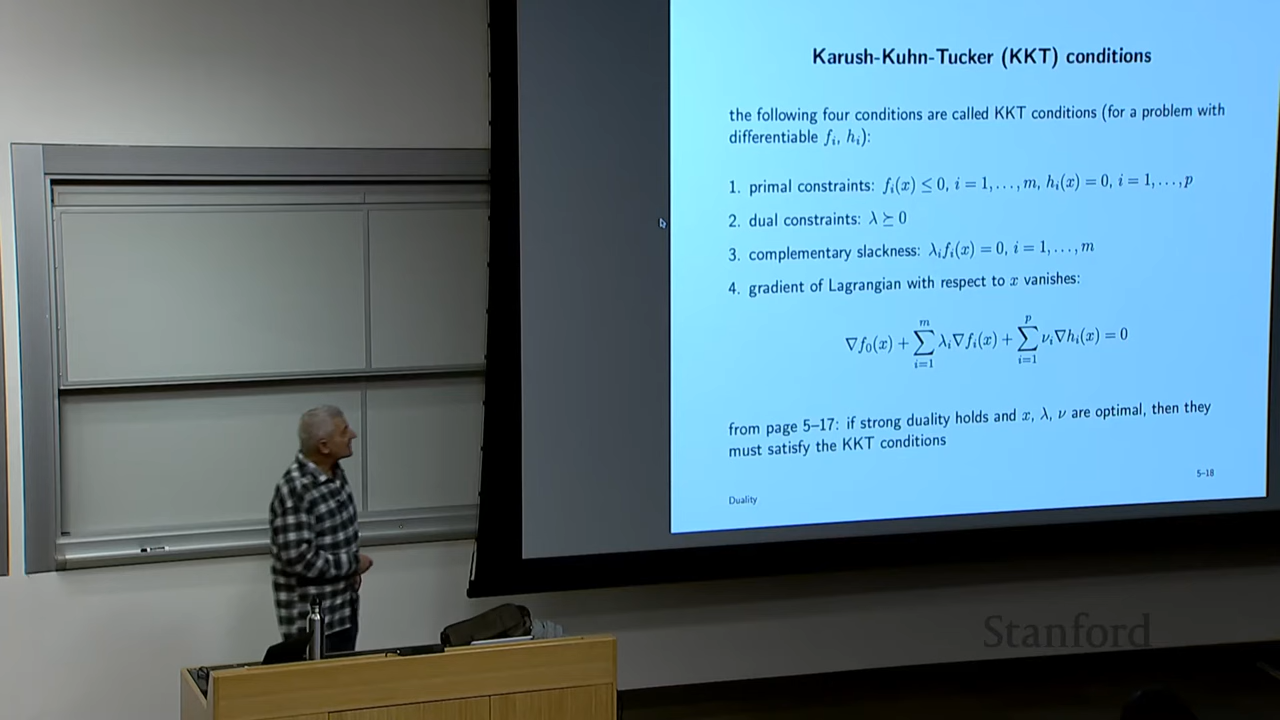 Karush-Kuhn-Tucker (KKT) conditions
the following four conditions are called KKT conditions (for a problem with
differentiable fᵢ, hᵢ):
1. primal constraints: fᵢ(x) ≤ 0, i = 1, . . . , m, hᵢ(x) = 0, i = 1, . . . , p
2. dual constraints: λ ⪰ 0
3. complementary slackness: λᵢfᵢ(x) = 0, i = 1, . . . , m
4. gradient of Lagrangian with respect to x vanishes:
∇f₀(x) + ∑ᵢ₌₁ᵐ λᵢ∇fᵢ(x) + ∑ᵢ₌₁ᵖ νᵢ∇hᵢ(x) = 0
from page 5–17: if strong duality holds and x, λ, ν are optimal, then they
must satisfy the KKT conditions
Duality
5-18
Stanford